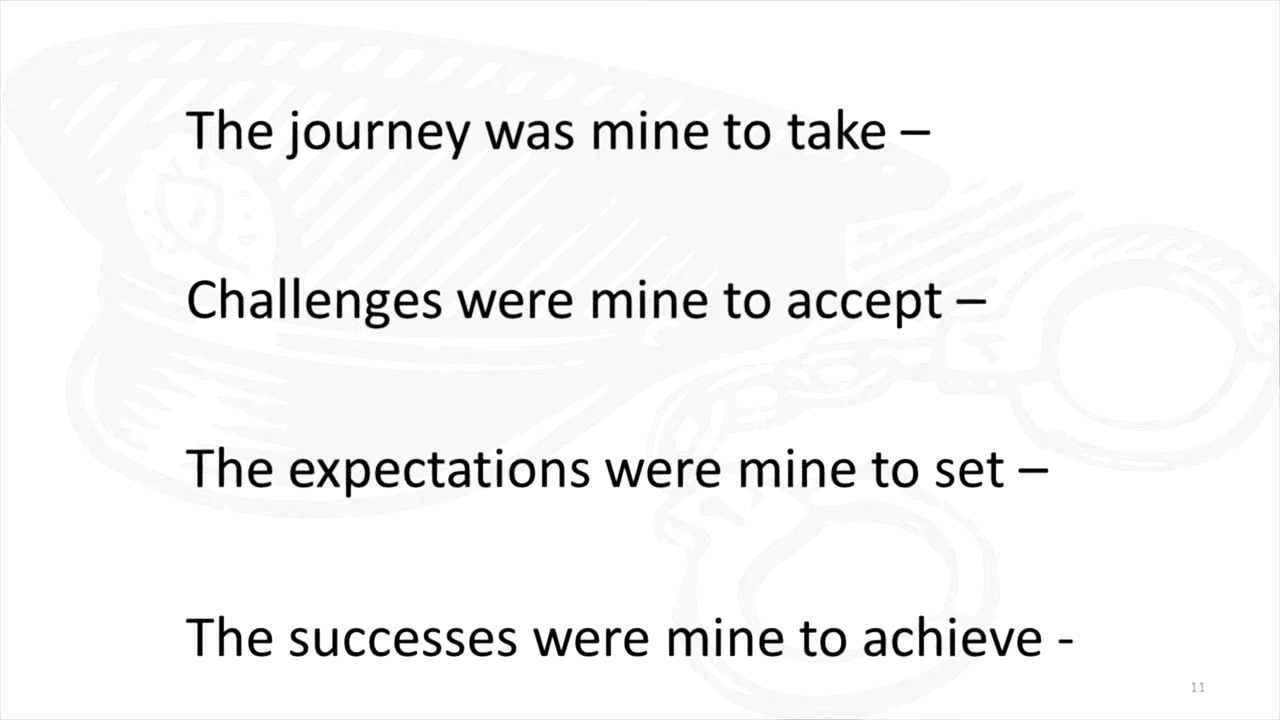 The journey was mine to take –
Challenges were mine to accept –
The expectations were mine to set –
The successes were mine to achieve -
11